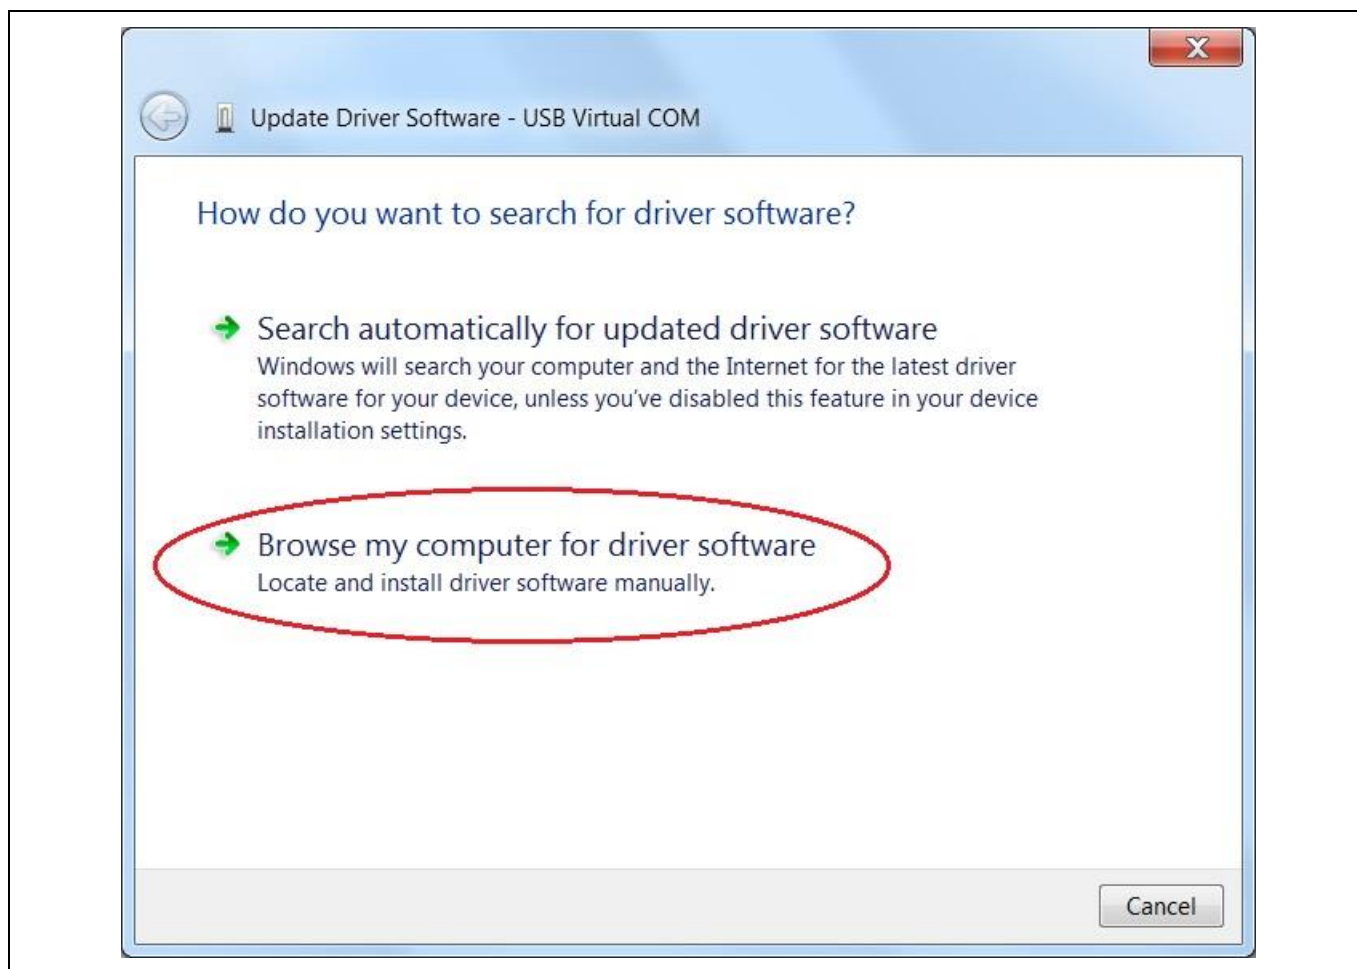 X
Update Driver Software - USB Virtual COM
How do you want to search for driver software?
Search automatically for updated driver software
Windows will search your computer and the Internet for the latest driver
software for your device, unless you've disabled this feature in your device
installation settings.
Browse my computer for driver software
Locate and install driver software manually.
Cancel